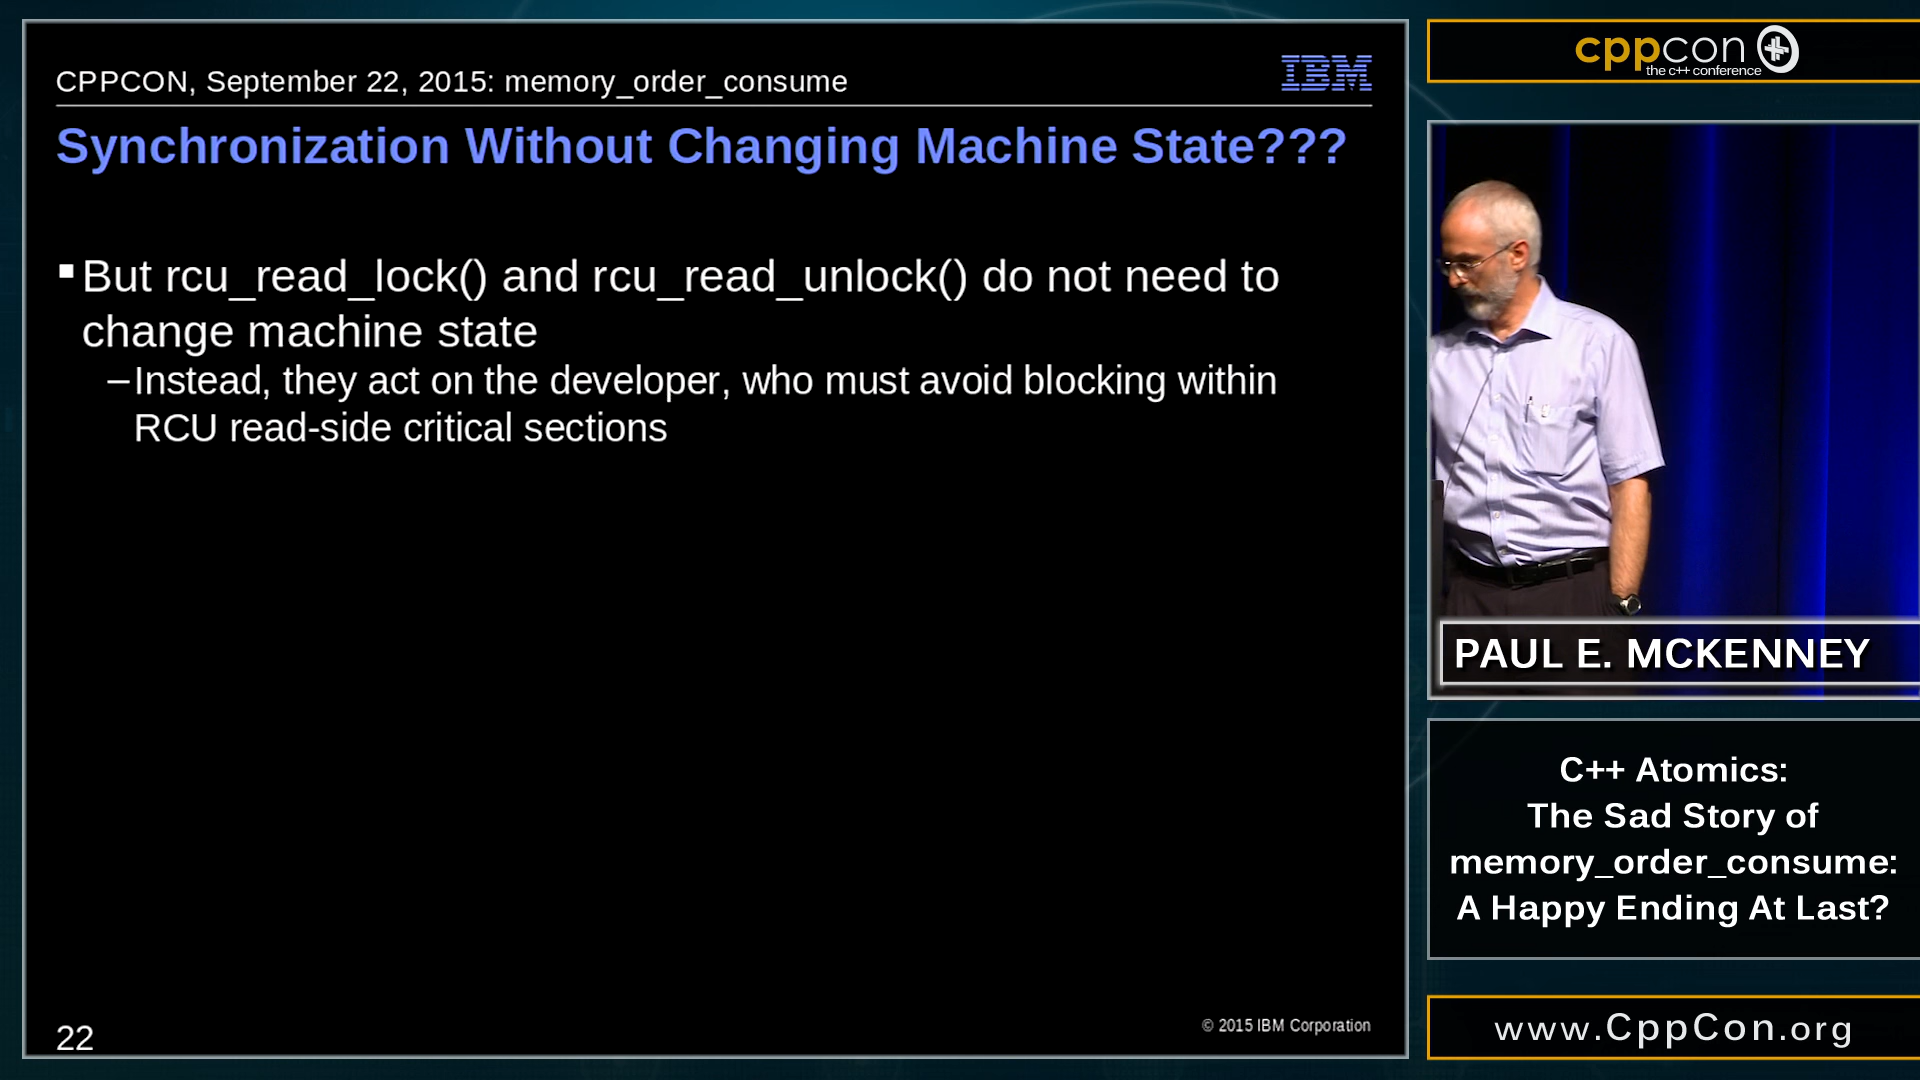 CPPCON, September 22, 2015: memory_order_consume
IBM
Synchronization Without Changing Machine State???
▪But rcu_read_lock() and rcu_read_unlock() do not need to
change machine state
–Instead, they act on the developer, who must avoid blocking within
RCU read-side critical sections
22
© 2015 IBM Corporation
cppcon
the c++ conference
PAUL E. MCKENNEY
C++ Atomics:
The Sad Story of
memory_order_consume:
A Happy Ending At Last?
www.CppCon.org